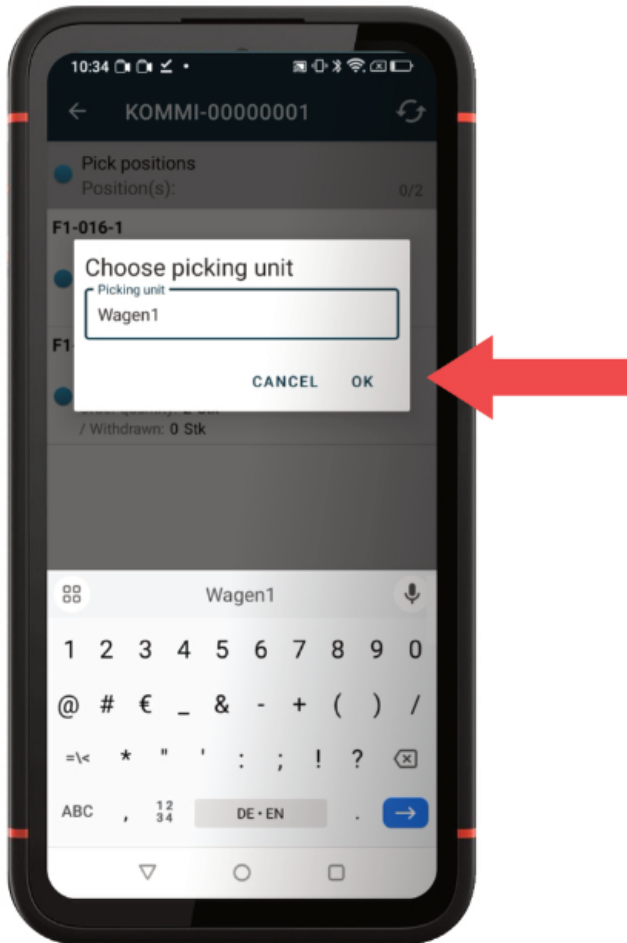 10:34
KOMMI-00000001
Pick positions
Position(s): 0/2
F1-016-1
Choose picking unit
Picking unit
Wagen1
F1-
CANCEL OK
/ Withdrawn: 0 Stk
Wagen1
1 2 3 4 5 6 7 8 9 0
@ # € _ & - + ( ) /
=\< * " ' : ; ! ?
ABC , 12 34 DE • EN .